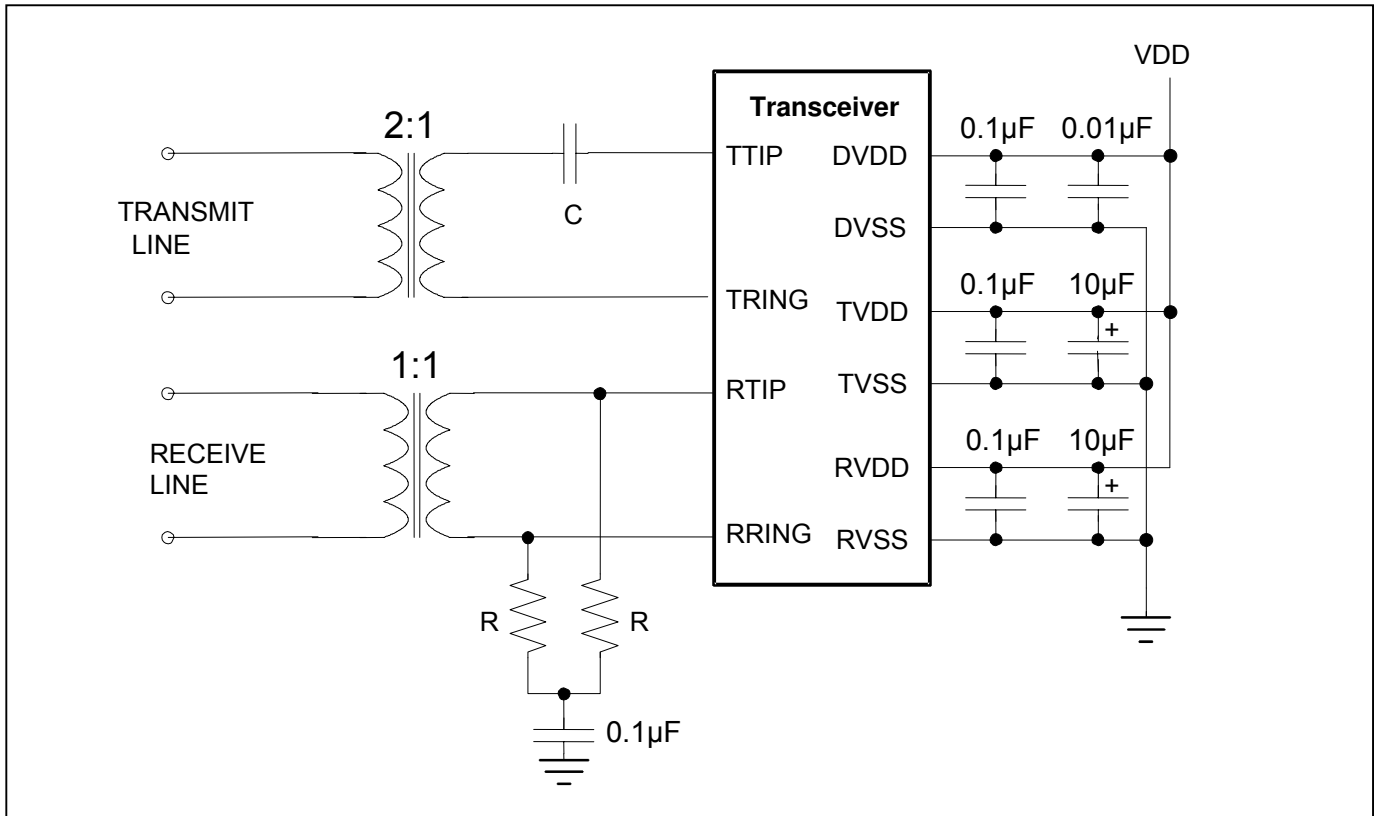 VDD
Transceiver
2:1
0.1µF
0.01µF
TTIP
DVDD
TRANSMIT
LINE
C
DVSS
0.1µF
10µF
TRING
TVDD
+
1:1
RTIP
TVSS
RECEIVE
LINE
0.1µF
10µF
RVDD
+
RRING
RVSS
R
R
0.1µF